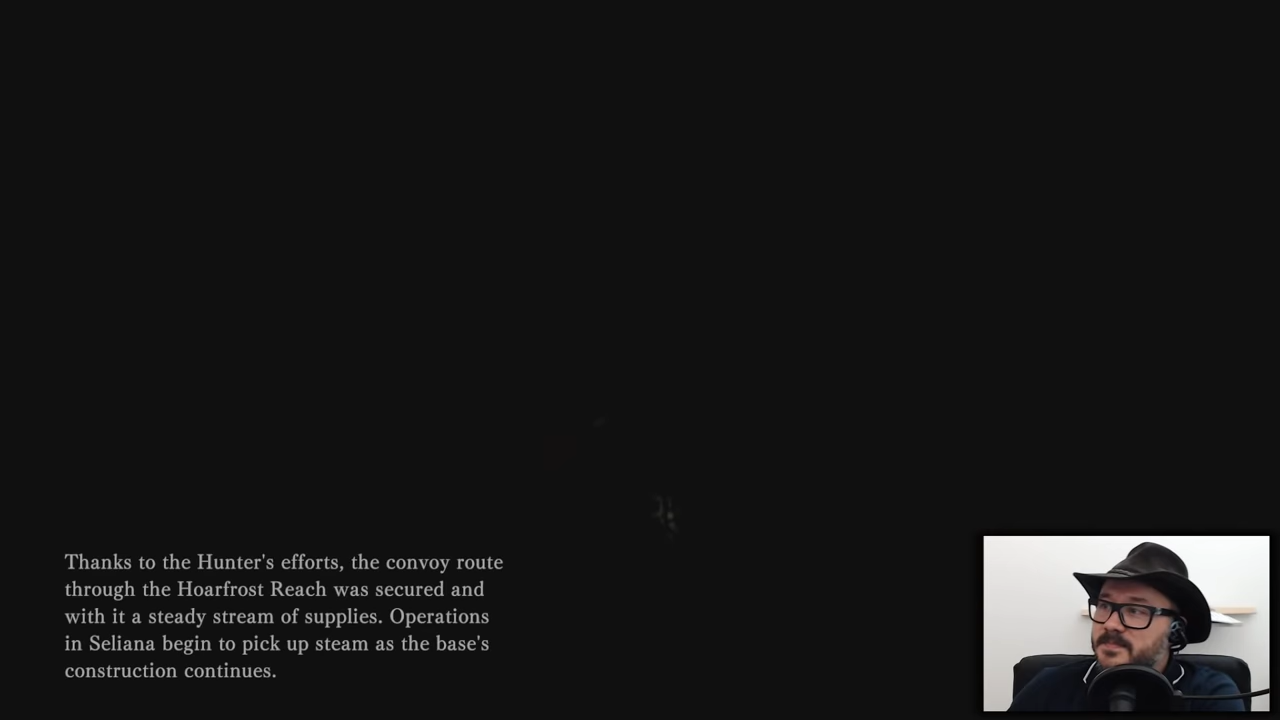 Thanks to the Hunter's efforts, the convoy route
through the Hoarfrost Reach was secured and
with it a steady stream of supplies. Operations
in Seliana begin to pick up steam as the base's
construction continues.